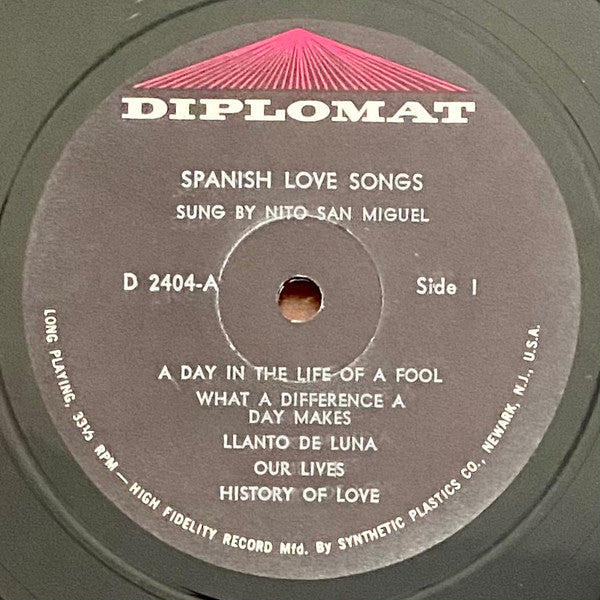 DIPLOMAT
SPANISH LOVE SONGS
SUNG BY NITO SAN MIGUEL
D 2404-A
Side 1
A DAY IN THE LIFE OF A FOOL
WHAT A DIFFERENCE A
DAY MAKES
LLANTO DE LUNA
OUR LIVES
HISTORY OF LOVE
LONG PLAYING, 33⅓ RPM — HIGH FIDELITY RECORD Mfd. By SYNTHETIC PLASTICS CO., NEWARK, N.J., U.S.A.